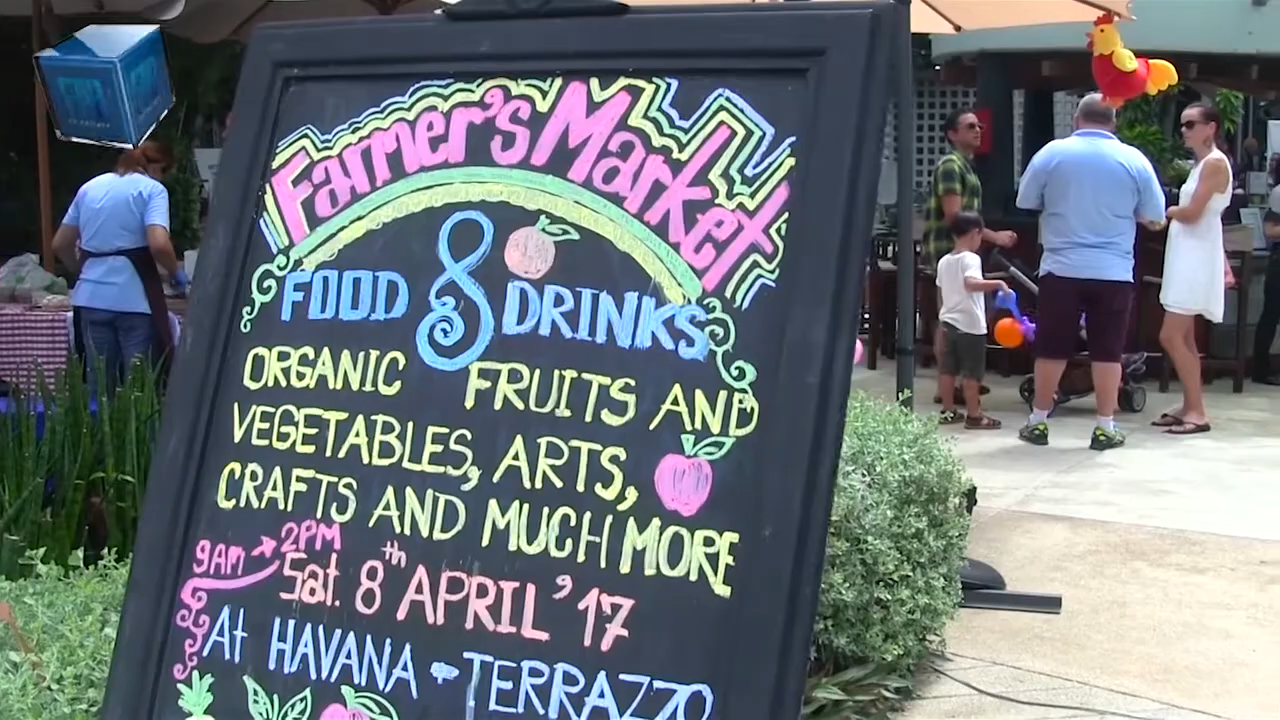 Farmer's Market
FOOD & DRINKS
ORGANIC FRUITS AND
VEGETABLES, ARTS,
CRAFTS AND MUCH MORE
9AM → 2PM
Sat. 8th APRIL '17
At HAVANA - TERRAZZO